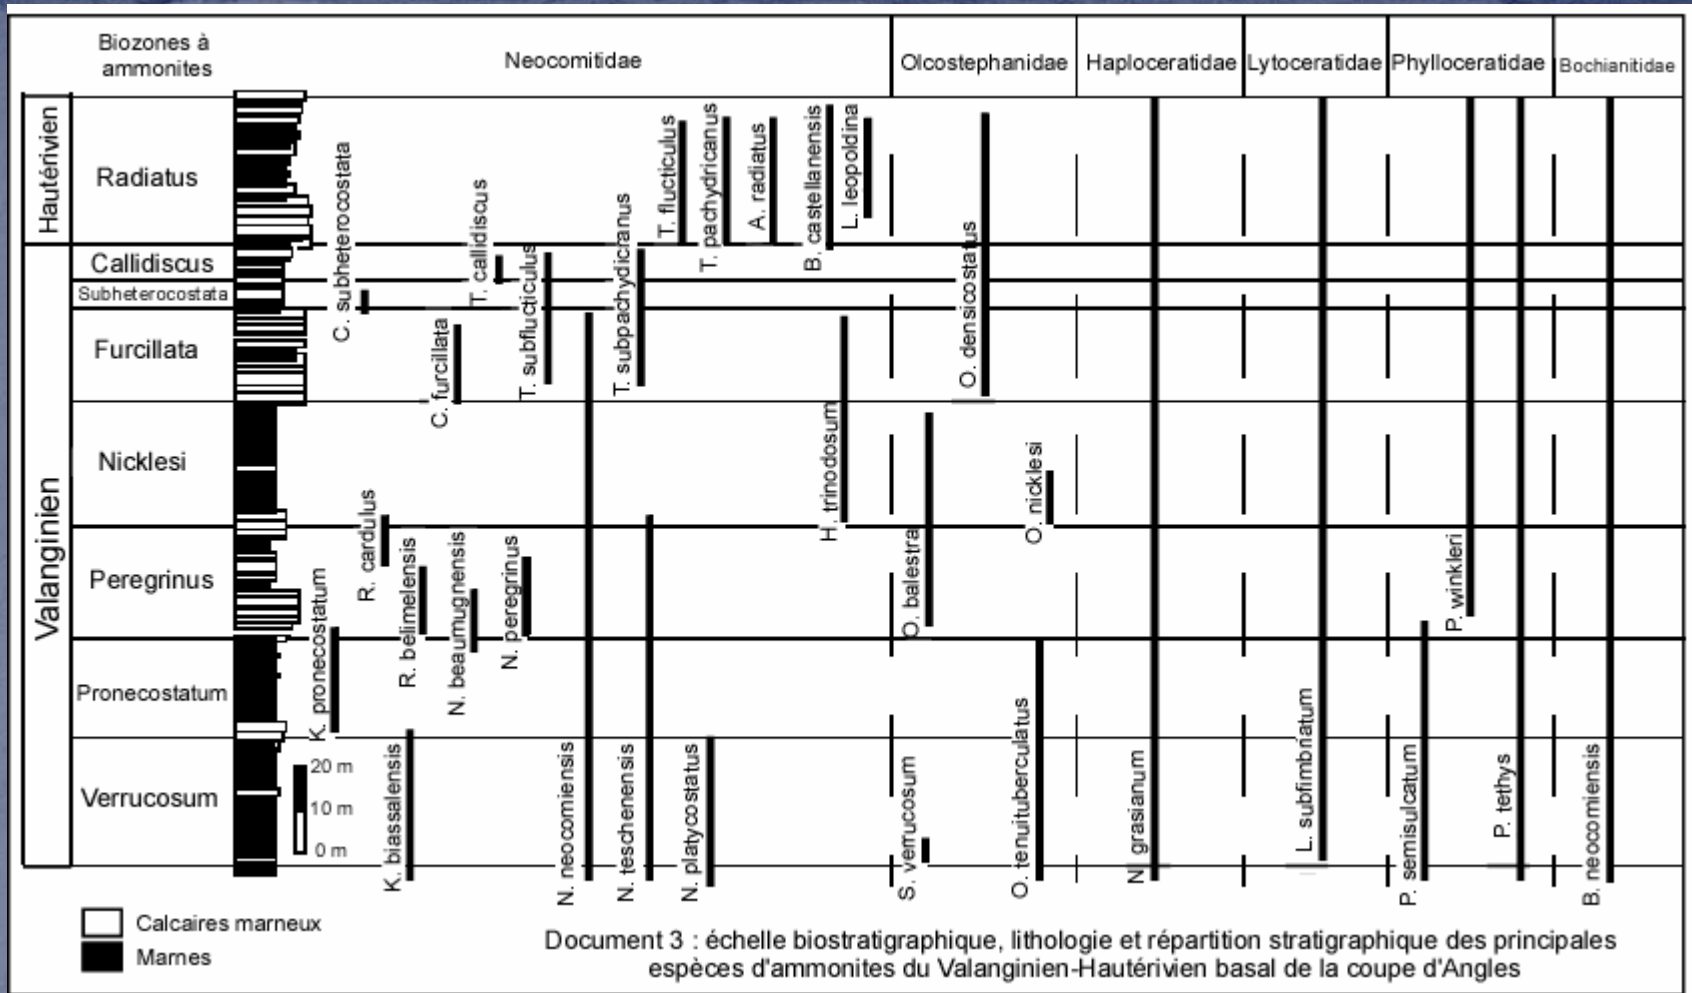 Biozones à
ammonites
Neocomitidae
Olcostephanidae
Haploceratidae
Lytoceratidae
Phylloceratidae
Bochianitidae
Hautérivien
Valanginien
Radiatus
Callidiscus
Subheterocostata
Furcillata
Nicklesi
Peregrinus
Pronecostatum
Verrucosum
C. subheterocostata
T. callidiscus
T. subflucticulus
T. subpachydicranus
T. flucticulus
T. pachydricanus
A. radiatus
B. castellanensis
L. leopoldina
O. densicostatus
C. furcillata
H. trinodosum
O. nicklesi
R. cardulus
K. pronecostatum
R. belimelensis
N. beaumugnensis
N. peregrinus
O. balestra
P. winkleri
K. biassalensis
N. neocomiensis
N. teschenensis
N. platycostatus
S. verrucosum
O. tenuituberculatus
N. grasianum
L. subfimbriatum
P. semisulcatum
P. tethys
B. neocomiensis
20 m
10 m
0 m
Calcaires marneux
Marnes
Document 3 : échelle biostratigraphique, lithologie et répartition stratigraphique des principales
espèces d'ammonites du Valanginien-Hautérivien basal de la coupe d'Angles